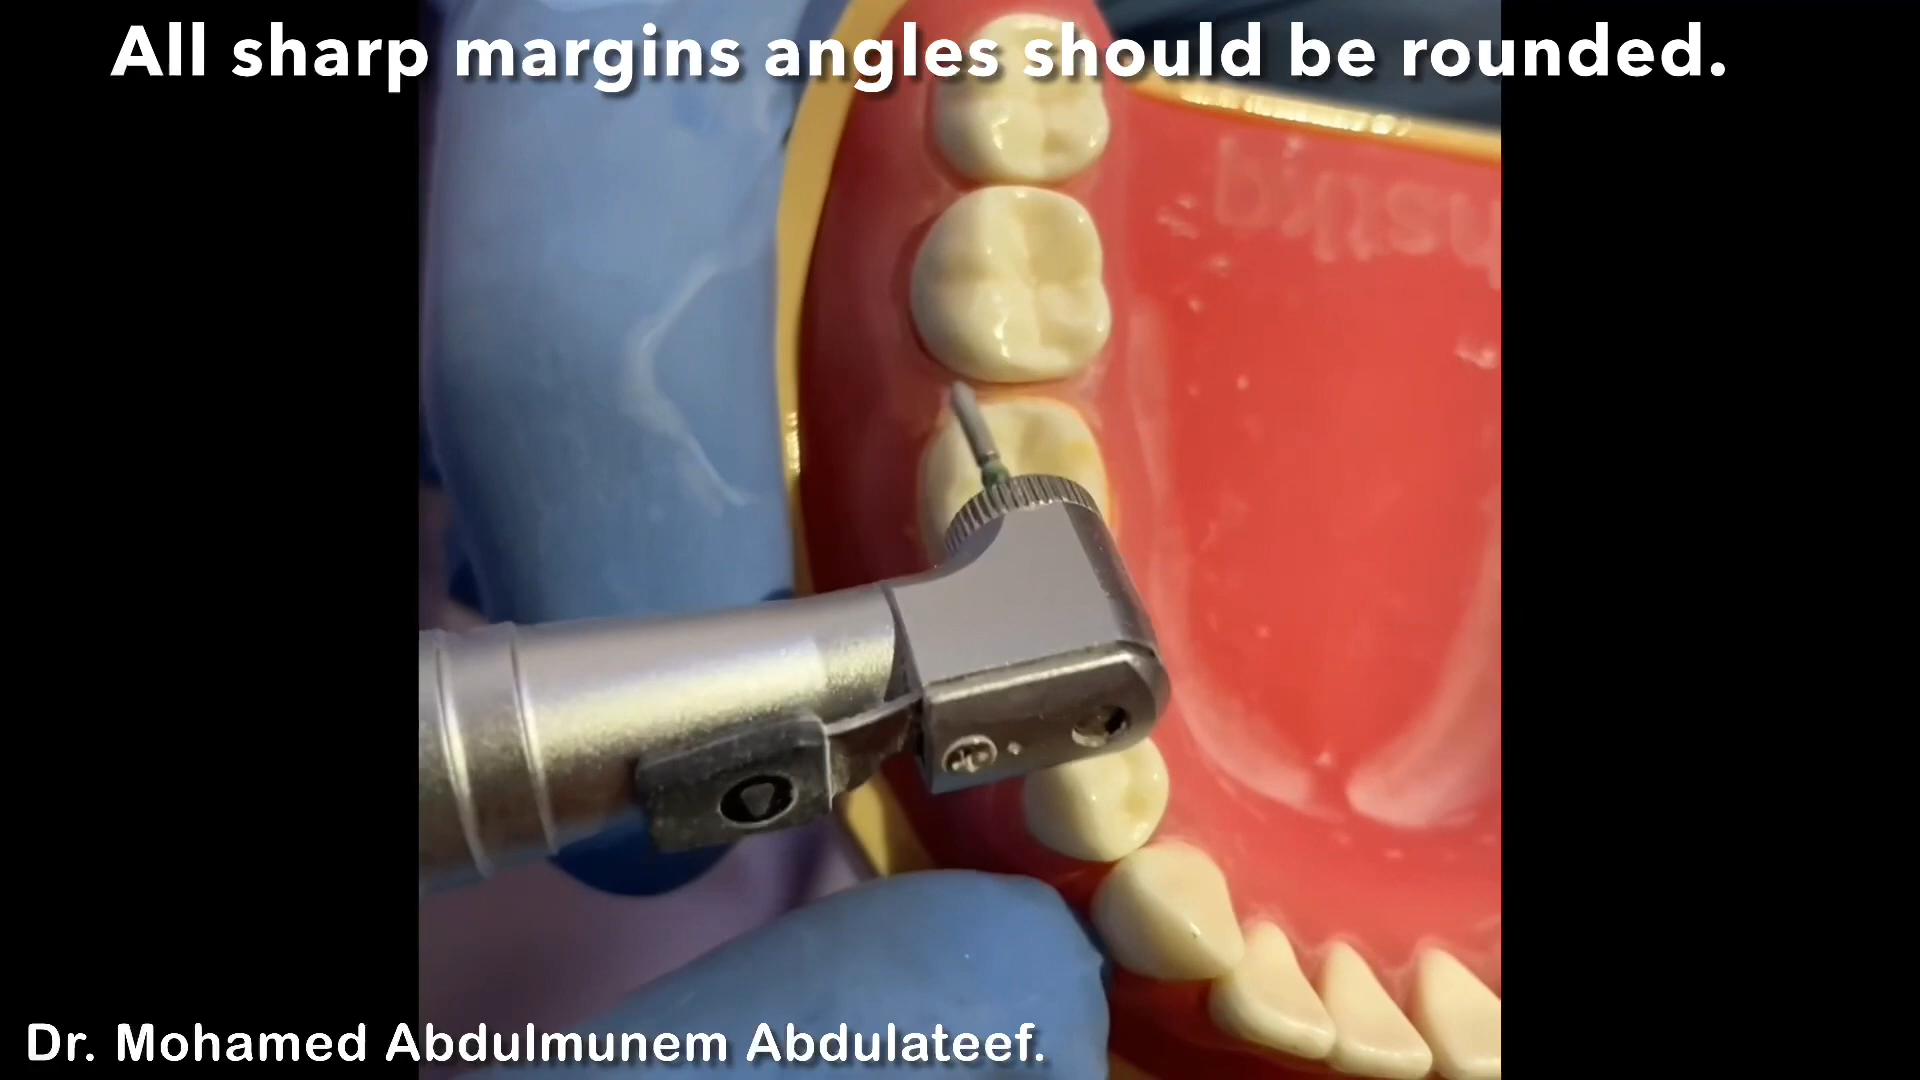 All sharp margins angles should be rounded.
Dr. Mohamed Abdulmunem Abdulateef.